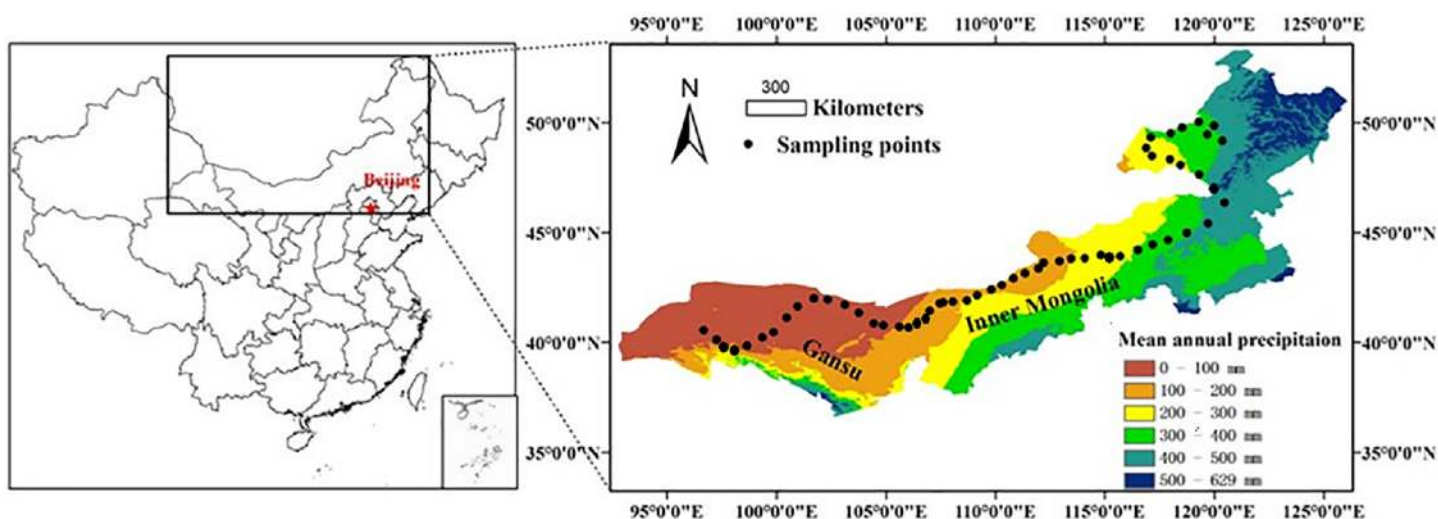 95°0'0"E 100°0'0"E 105°0'0"E 110°0'0"E 115°0'0"E 120°0'0"E 125°0'0"E
N
300
Kilometers
Sampling points
Beijing
50°0'0"N 50°0'0"N
45°0'0"N 45°0'0"N
Inner Mongolia
Gansu
40°0'0"N 40°0'0"N
35°0'0"N 35°0'0"N
Mean annual precipitaion
0 - 100 mm
100 - 200 mm
200 - 300 mm
300 - 400 mm
400 - 500 mm
500 - 629 mm
95°0'0"E 100°0'0"E 105°0'0"E 110°0'0"E 115°0'0"E 120°0'0"E 125°0'0"E